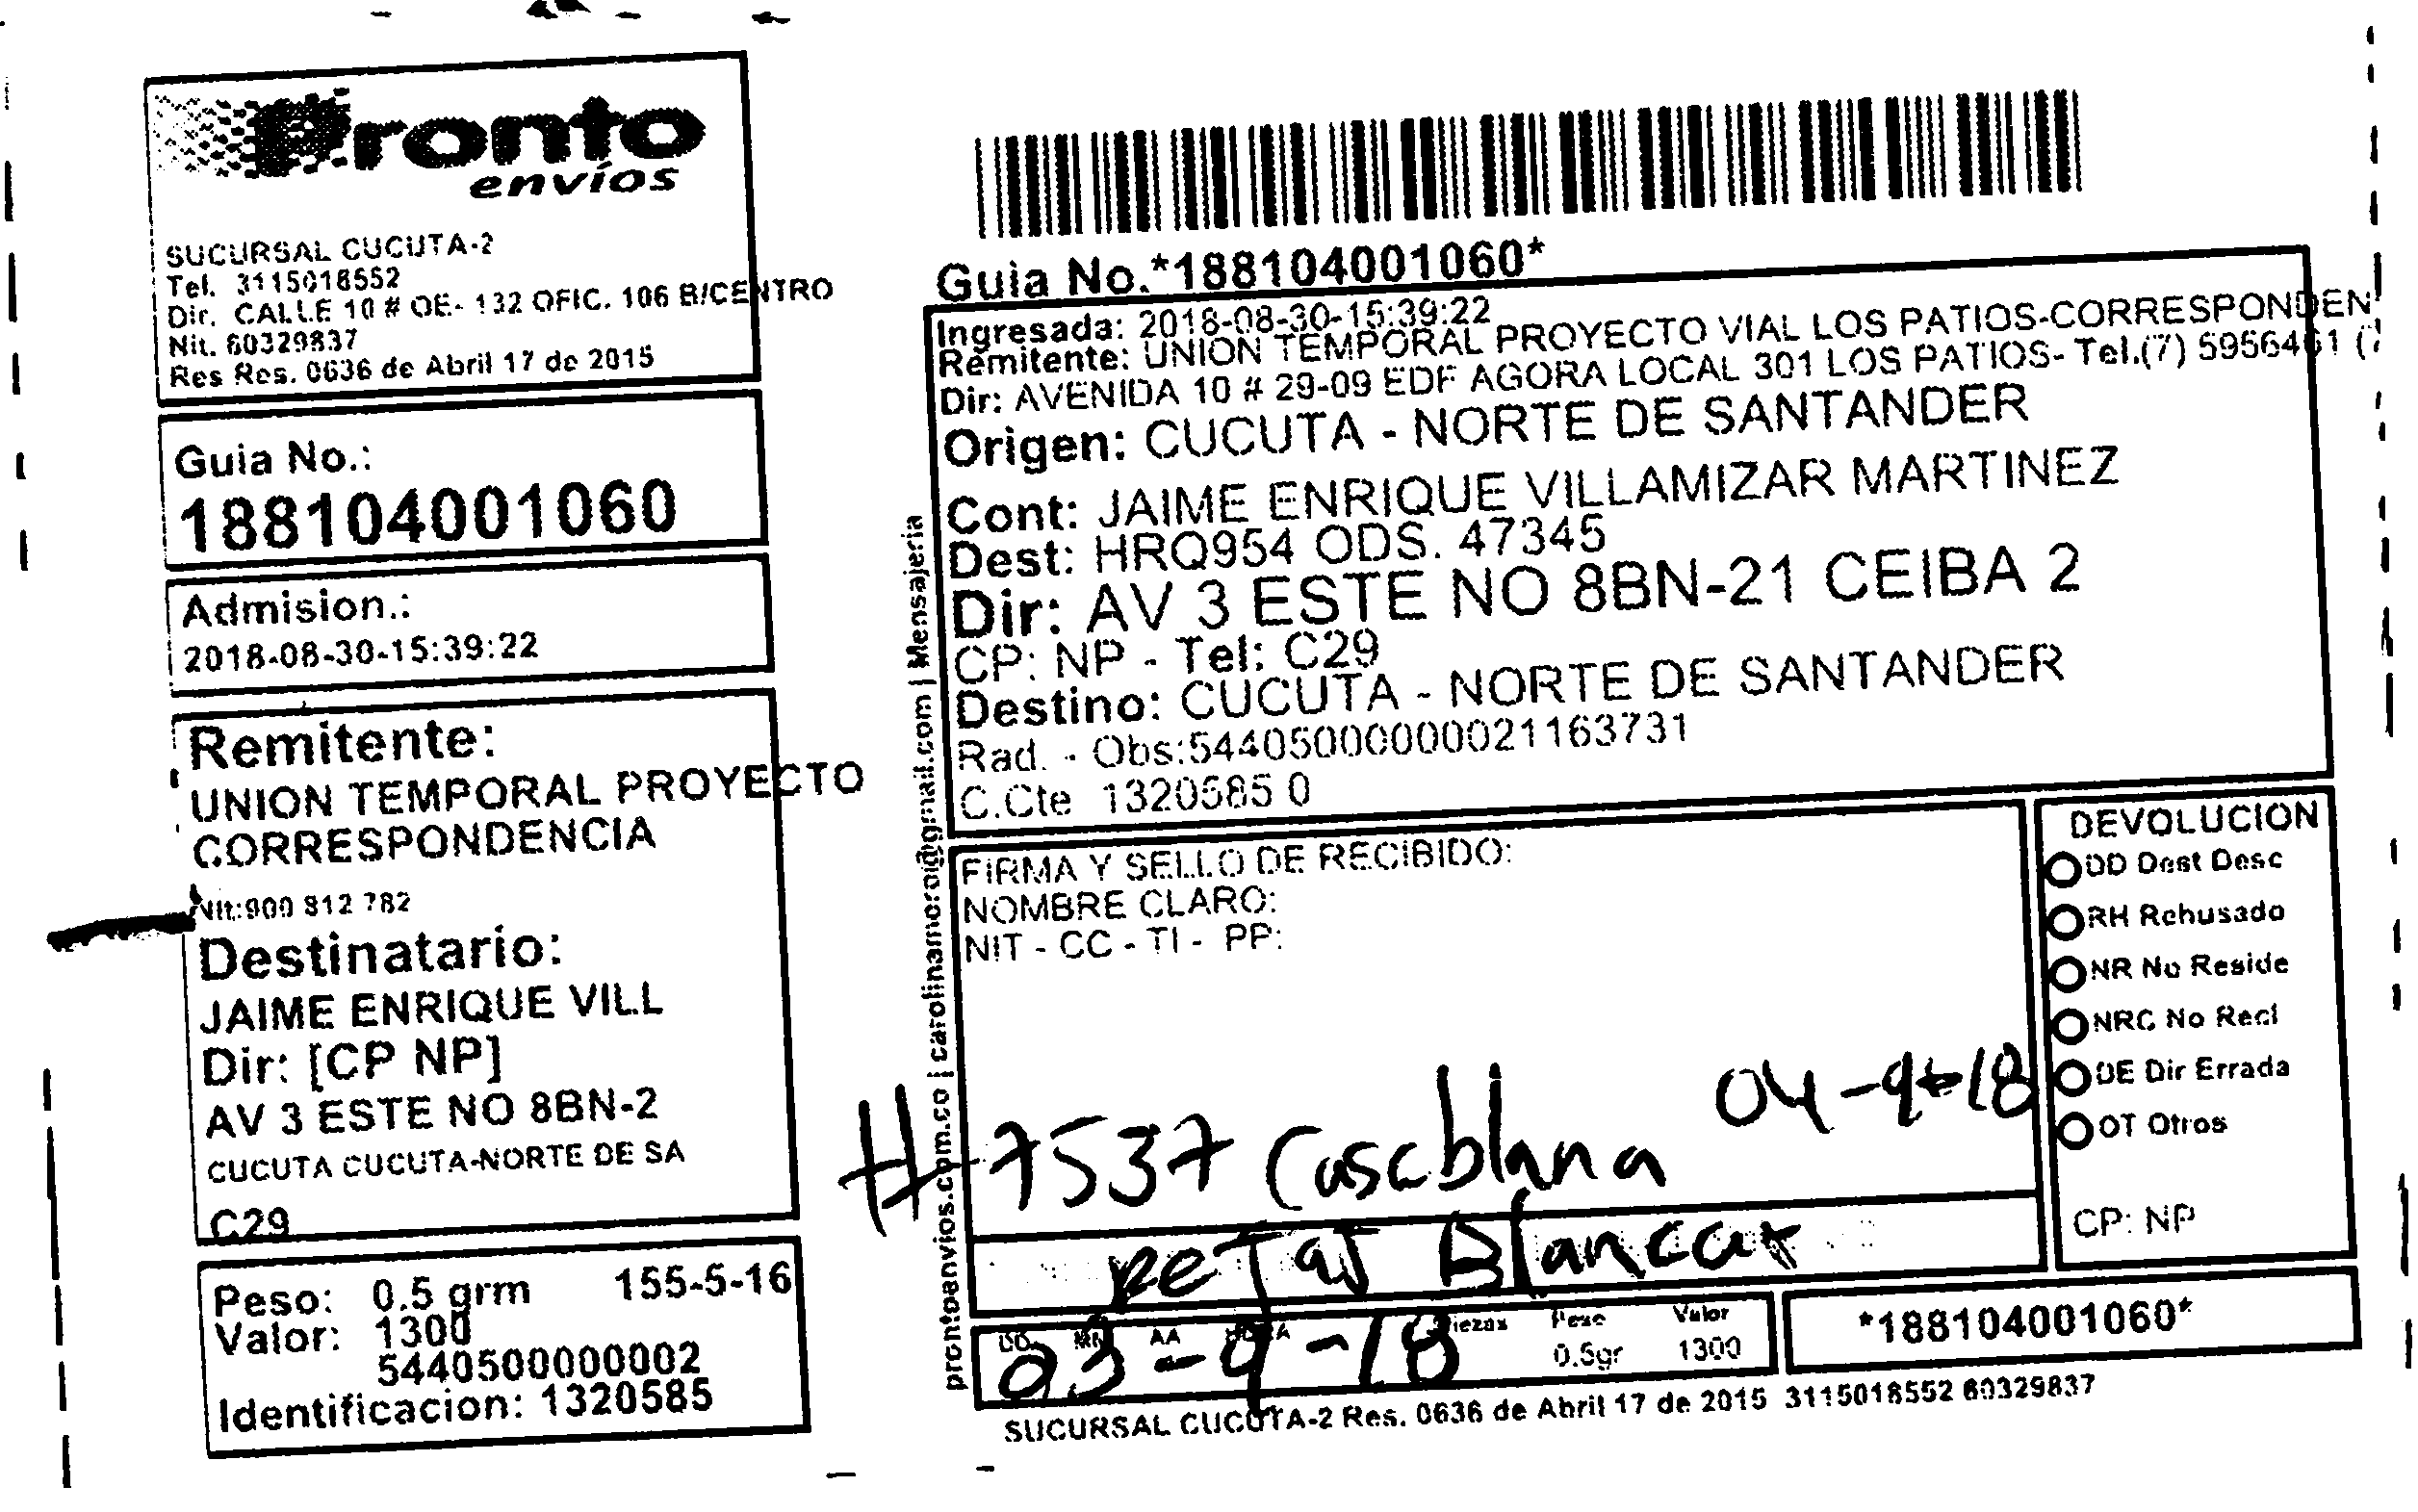 Pronto
envíos
SUCURSAL CUCUTA-2
Tel. 3115018552
Dir. CALLE 10 # OE- 132 OFIC. 106 B/CENTRO
Nit. 60329837
Res Res. 0636 de Abril 17 de 2015
Guia No.:
188104001060
Admision.:
2018-08-30-15:39:22
Remitente:
UNION TEMPORAL PROYECTO
CORRESPONDENCIA
Nit:900 812 782
Destinatario:
JAIME ENRIQUE VILL
Dir: [CP NP]
AV 3 ESTE NO 8BN-2
CUCUTA CUCUTA-NORTE DE SA
C29
Peso: 0.5 grm 155-5-16
Valor: 1300
5440500000002
Identificacion: 1320585
prontoenvios.com.co | carolinamoroi@gmail.com | Mensajeria
Guia No.*188104001060*
Ingresada: 2018-08-30-15:39:22
Remitente: UNION TEMPORAL PROYECTO VIAL LOS PATIOS-CORRESPONDEN
Dir: AVENIDA 10 # 29-09 EDF AGORA LOCAL 301 LOS PATIOS- Tel.(7) 5956461 (7
Origen: CUCUTA - NORTE DE SANTANDER
Cont: JAIME ENRIQUE VILLAMIZAR MARTINEZ
Dest: HRQ954 ODS. 47345
Dir: AV 3 ESTE NO 8BN-21 CEIBA 2
CP: NP - Tel: C29
Destino: CUCUTA - NORTE DE SANTANDER
Rad. - Obs:544050000000021163731
C.Cte 1320585 0
FIRMA Y SELLO DE RECIBIDO:
NOMBRE CLARO:
NIT - CC - TI - PP:
04-9-18
# 7537 Casablana
reJas Blancas
DD MM AA HORA Piezas Peso Valor
03-9-18 0.5gr 1300
DEVOLUCION
DD Dest Desc
RH Rehusado
NR No Reside
NRC No Recl
DE Dir Errada
OT Otros
CP: NP
*188104001060*
SUCURSAL CUCUTA-2 Res. 0636 de Abril 17 de 2015 3115018552 60329837